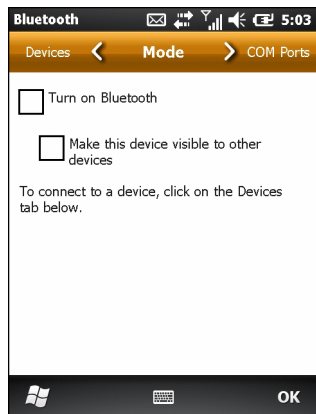 Bluetooth 5:03
Devices Mode COM Ports
Turn on Bluetooth
Make this device visible to other
devices
To connect to a device, click on the Devices
tab below.
OK